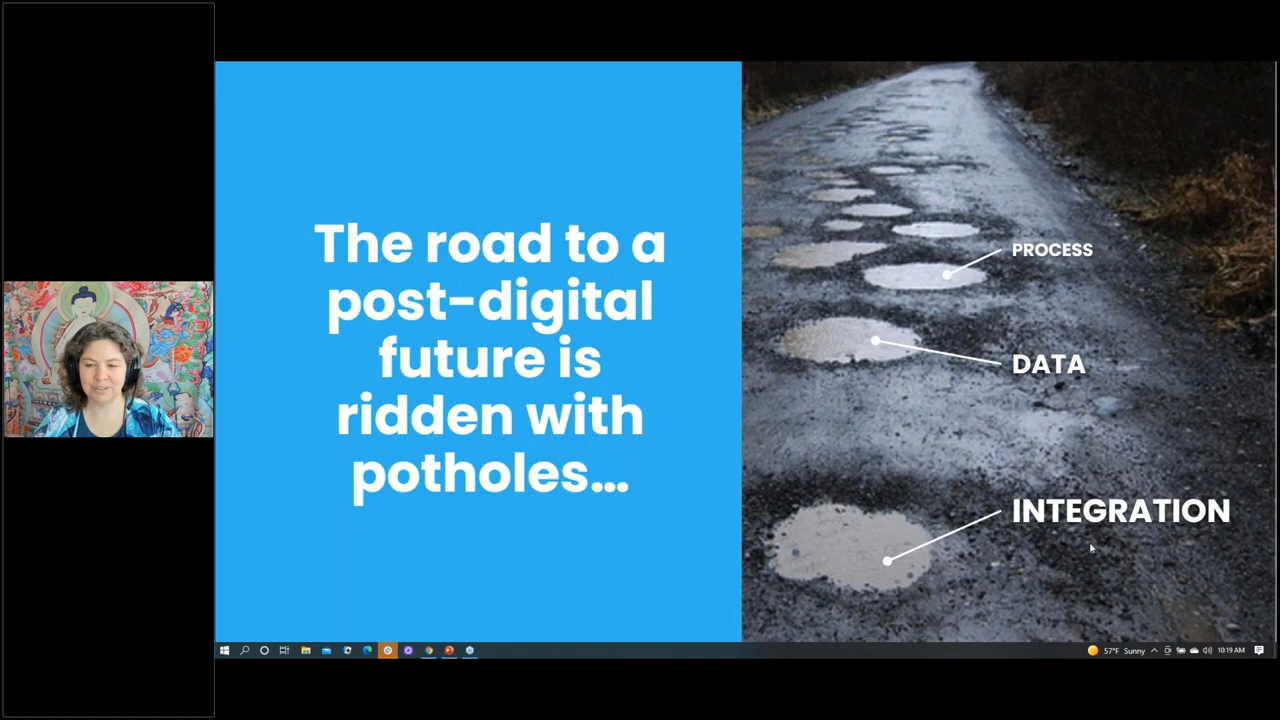 The road to a
post-digital
future is
ridden with
potholes...
PROCESS
DATA
INTEGRATION
57°F Sunny
10:19 AM